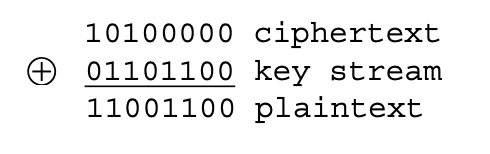 10100000 ciphertext
⊕ 01101100 key stream
11001100 plaintext